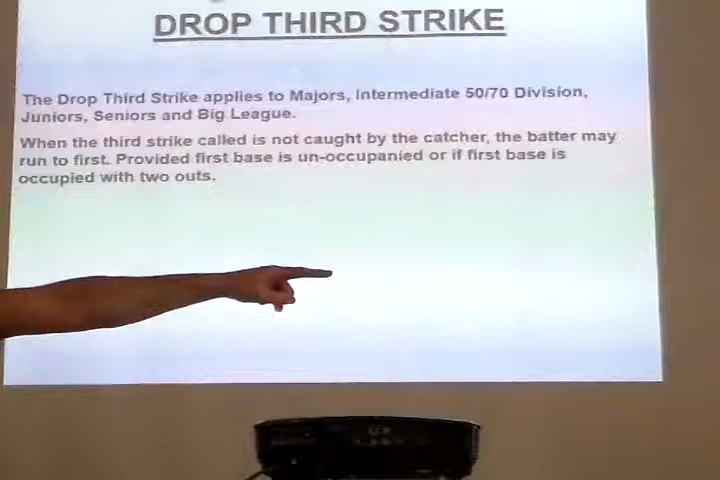 DROP THIRD STRIKE
The Drop Third Strike applies to Majors, Intermediate 50/70 Division,
Juniors, Seniors and Big League.
When the third strike called is not caught by the catcher, the batter may
run to first. Provided first base is un-occupanied or if first base is
occupied with two outs.